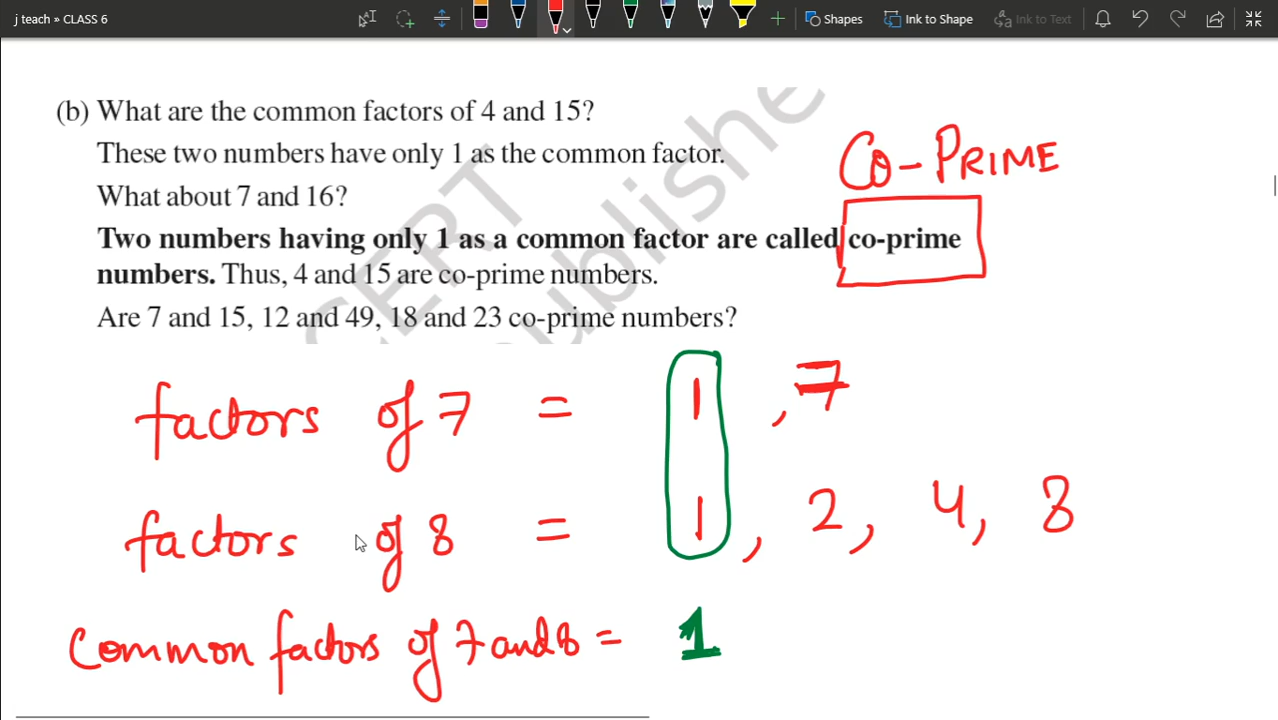 j teach » CLASS 6
Shapes
Ink to Shape
Ink to Text
(b) What are the common factors of 4 and 15?
These two numbers have only 1 as the common factor.
What about 7 and 16?
Two numbers having only 1 as a common factor are called co-prime
numbers. Thus, 4 and 15 are co-prime numbers.
Are 7 and 15, 12 and 49, 18 and 23 co-prime numbers?
CO-PRIME
factors of 7 = 1, 7
factors of 8 = 1, 2, 4, 8
Common factors of 7 and 8 = 1